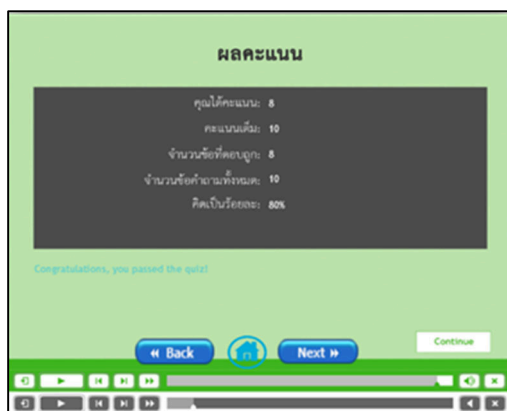 ผลคะแนน
คุณได้คะแนน: 8
คะแนนเต็ม: 10
จำนวนข้อที่ตอบถูก: 8
จำนวนข้อคำถามทั้งหมด: 10
คิดเป็นร้อยละ: 80%
Congratulations, you passed the quiz!
Continue
Back
Next